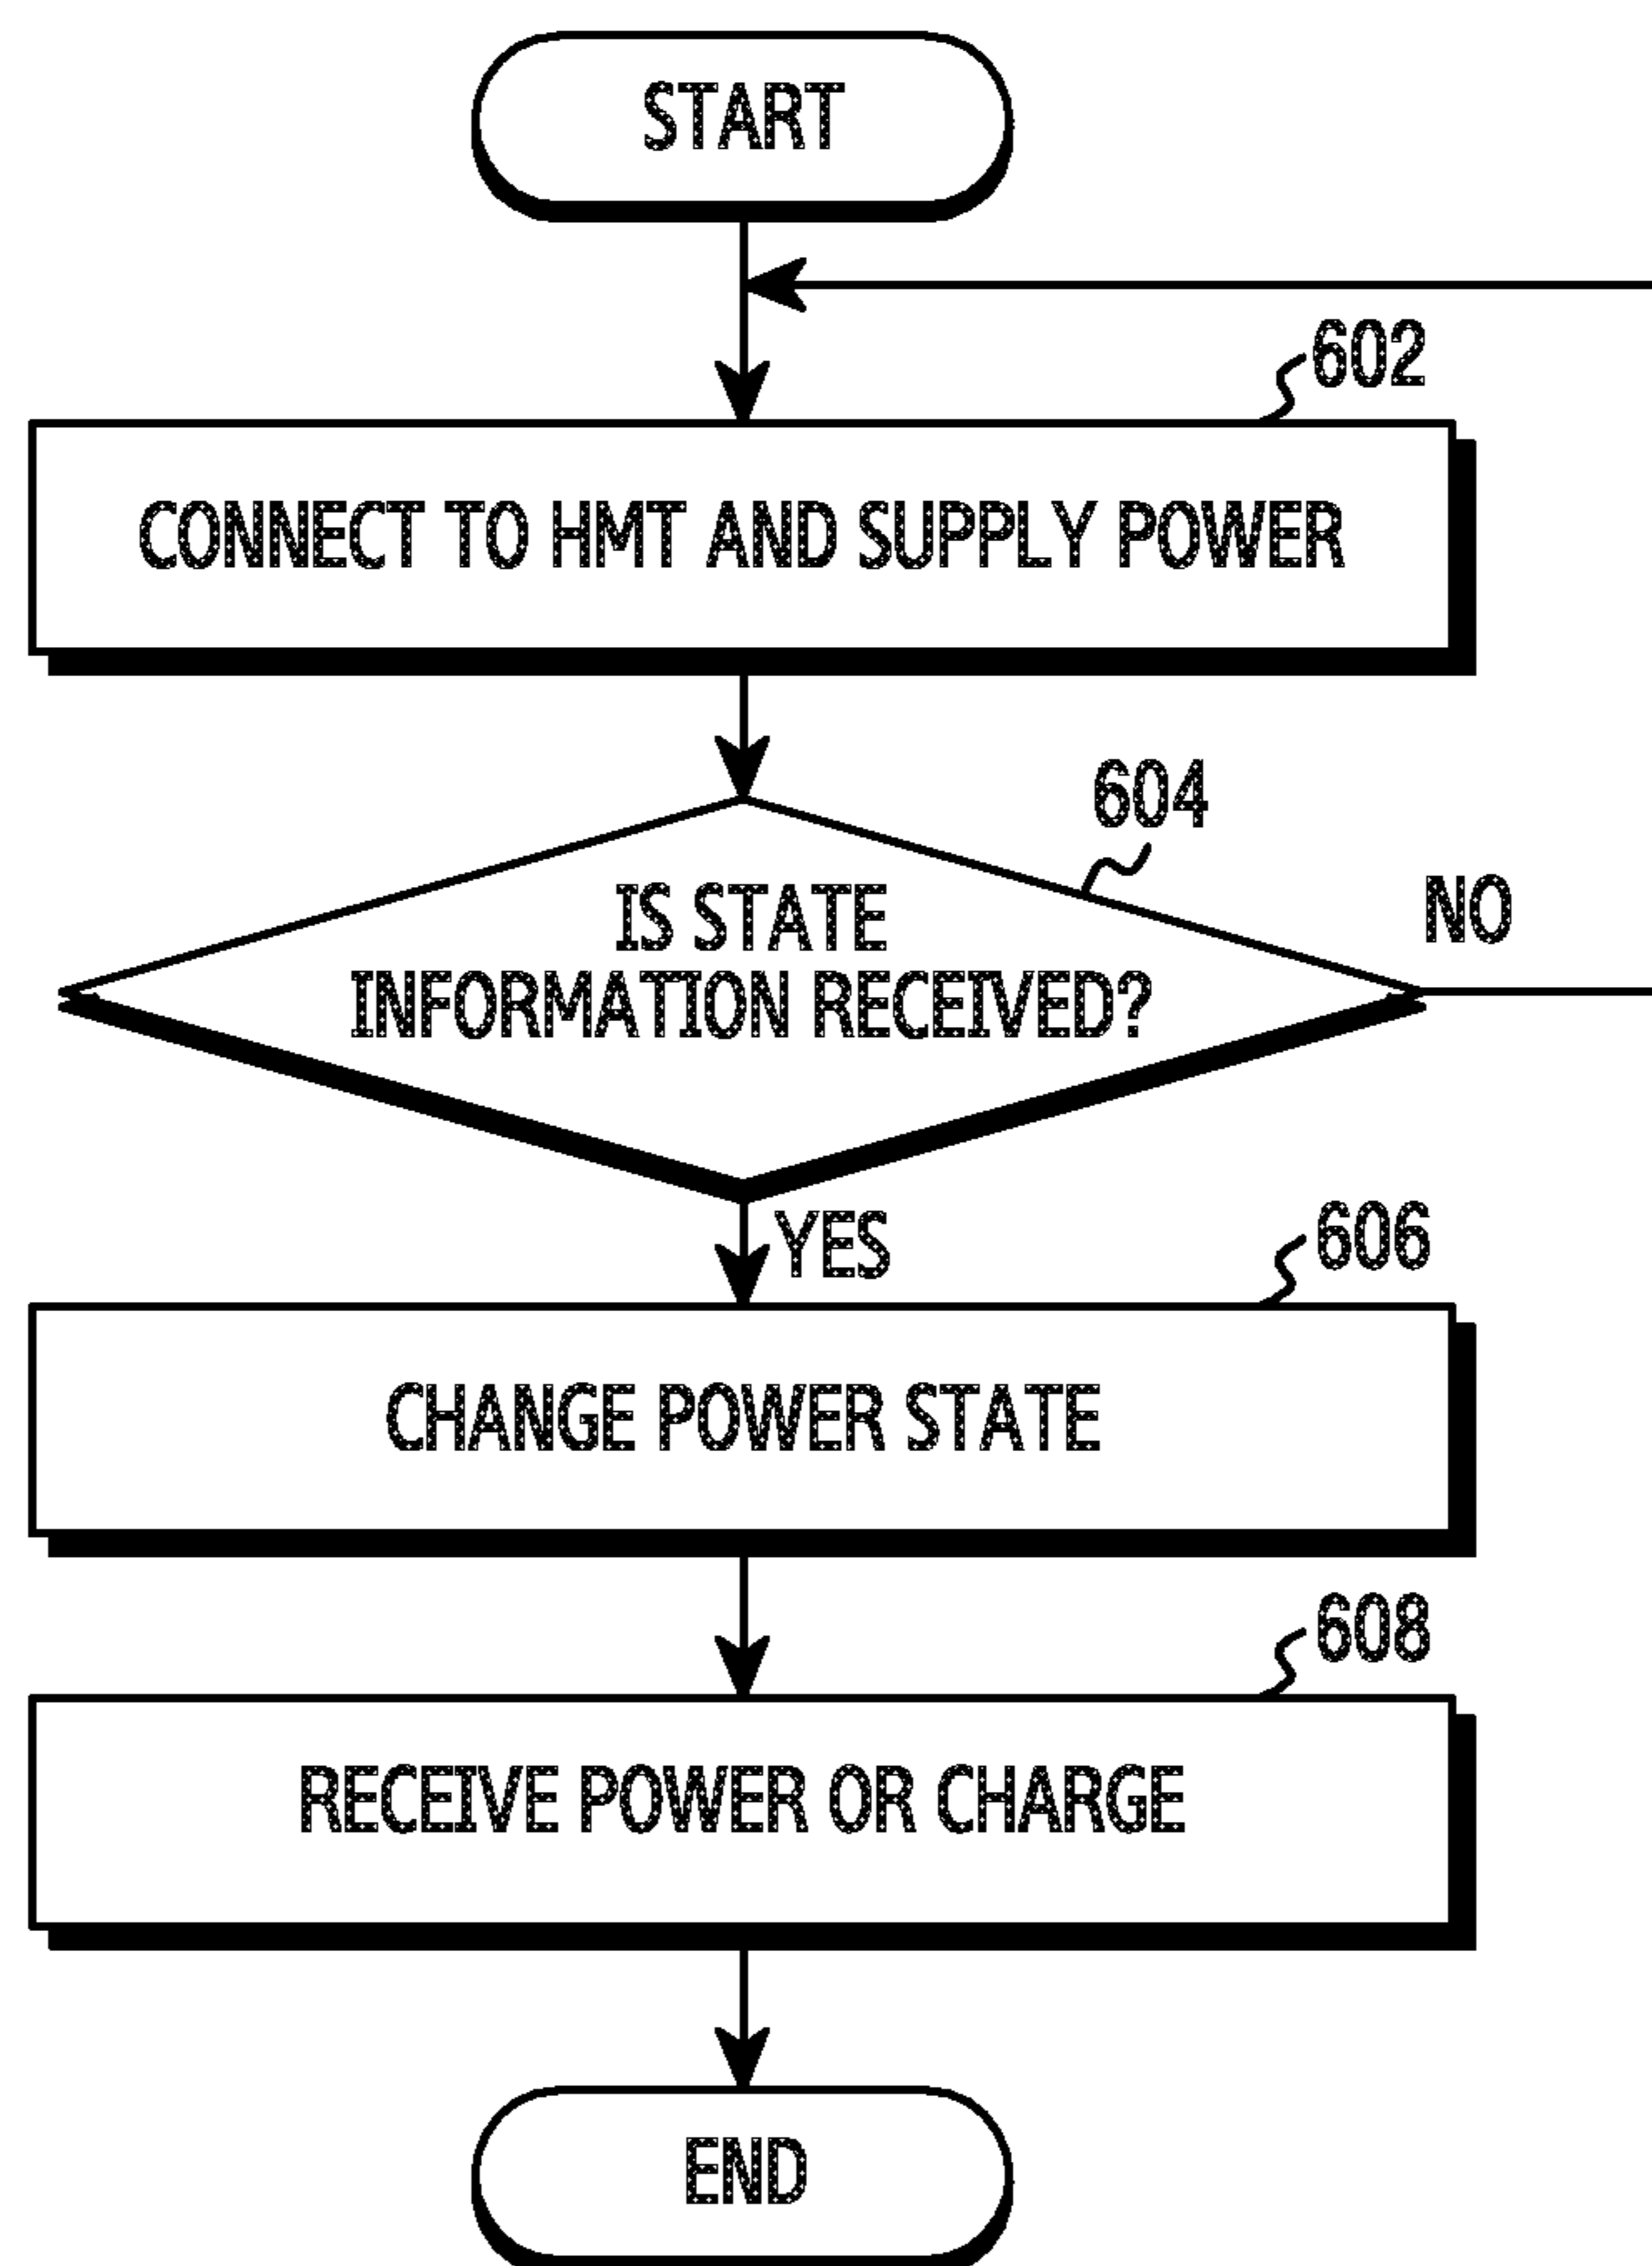 START
602
CONNECT TO HMT AND SUPPLY POWER
604
IS STATE
INFORMATION RECEIVED?
NO
YES
606
CHANGE POWER STATE
608
RECEIVE POWER OR CHARGE
END